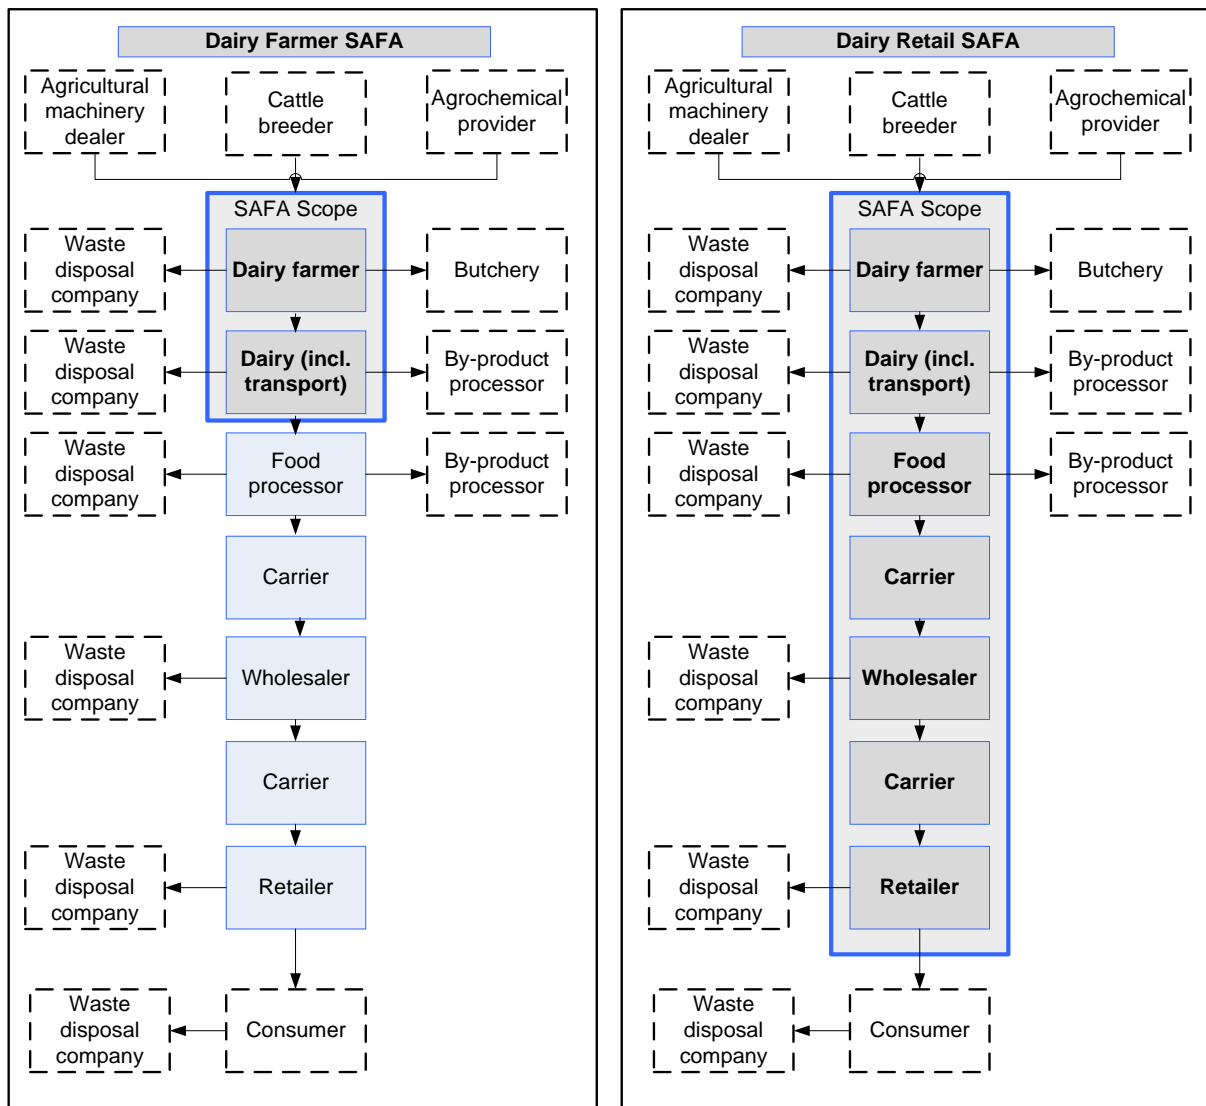 Dairy Farmer SAFA
Agricultural
machinery
dealer
Cattle
breeder
Agrochemical
provider
SAFA Scope
Waste
disposal
company
Dairy farmer
Butchery
Waste
disposal
company
Dairy (incl.
transport)
By-product
processor
Waste
disposal
company
Food
processor
By-product
processor
Carrier
Waste
disposal
company
Wholesaler
Carrier
Waste
disposal
company
Retailer
Waste
disposal
company
Consumer
Dairy Retail SAFA
Agricultural
machinery
dealer
Cattle
breeder
Agrochemical
provider
SAFA Scope
Waste
disposal
company
Dairy farmer
Butchery
Waste
disposal
company
Dairy (incl.
transport)
By-product
processor
Waste
disposal
company
Food
processor
By-product
processor
Carrier
Waste
disposal
company
Wholesaler
Carrier
Waste
disposal
company
Retailer
Waste
disposal
company
Consumer